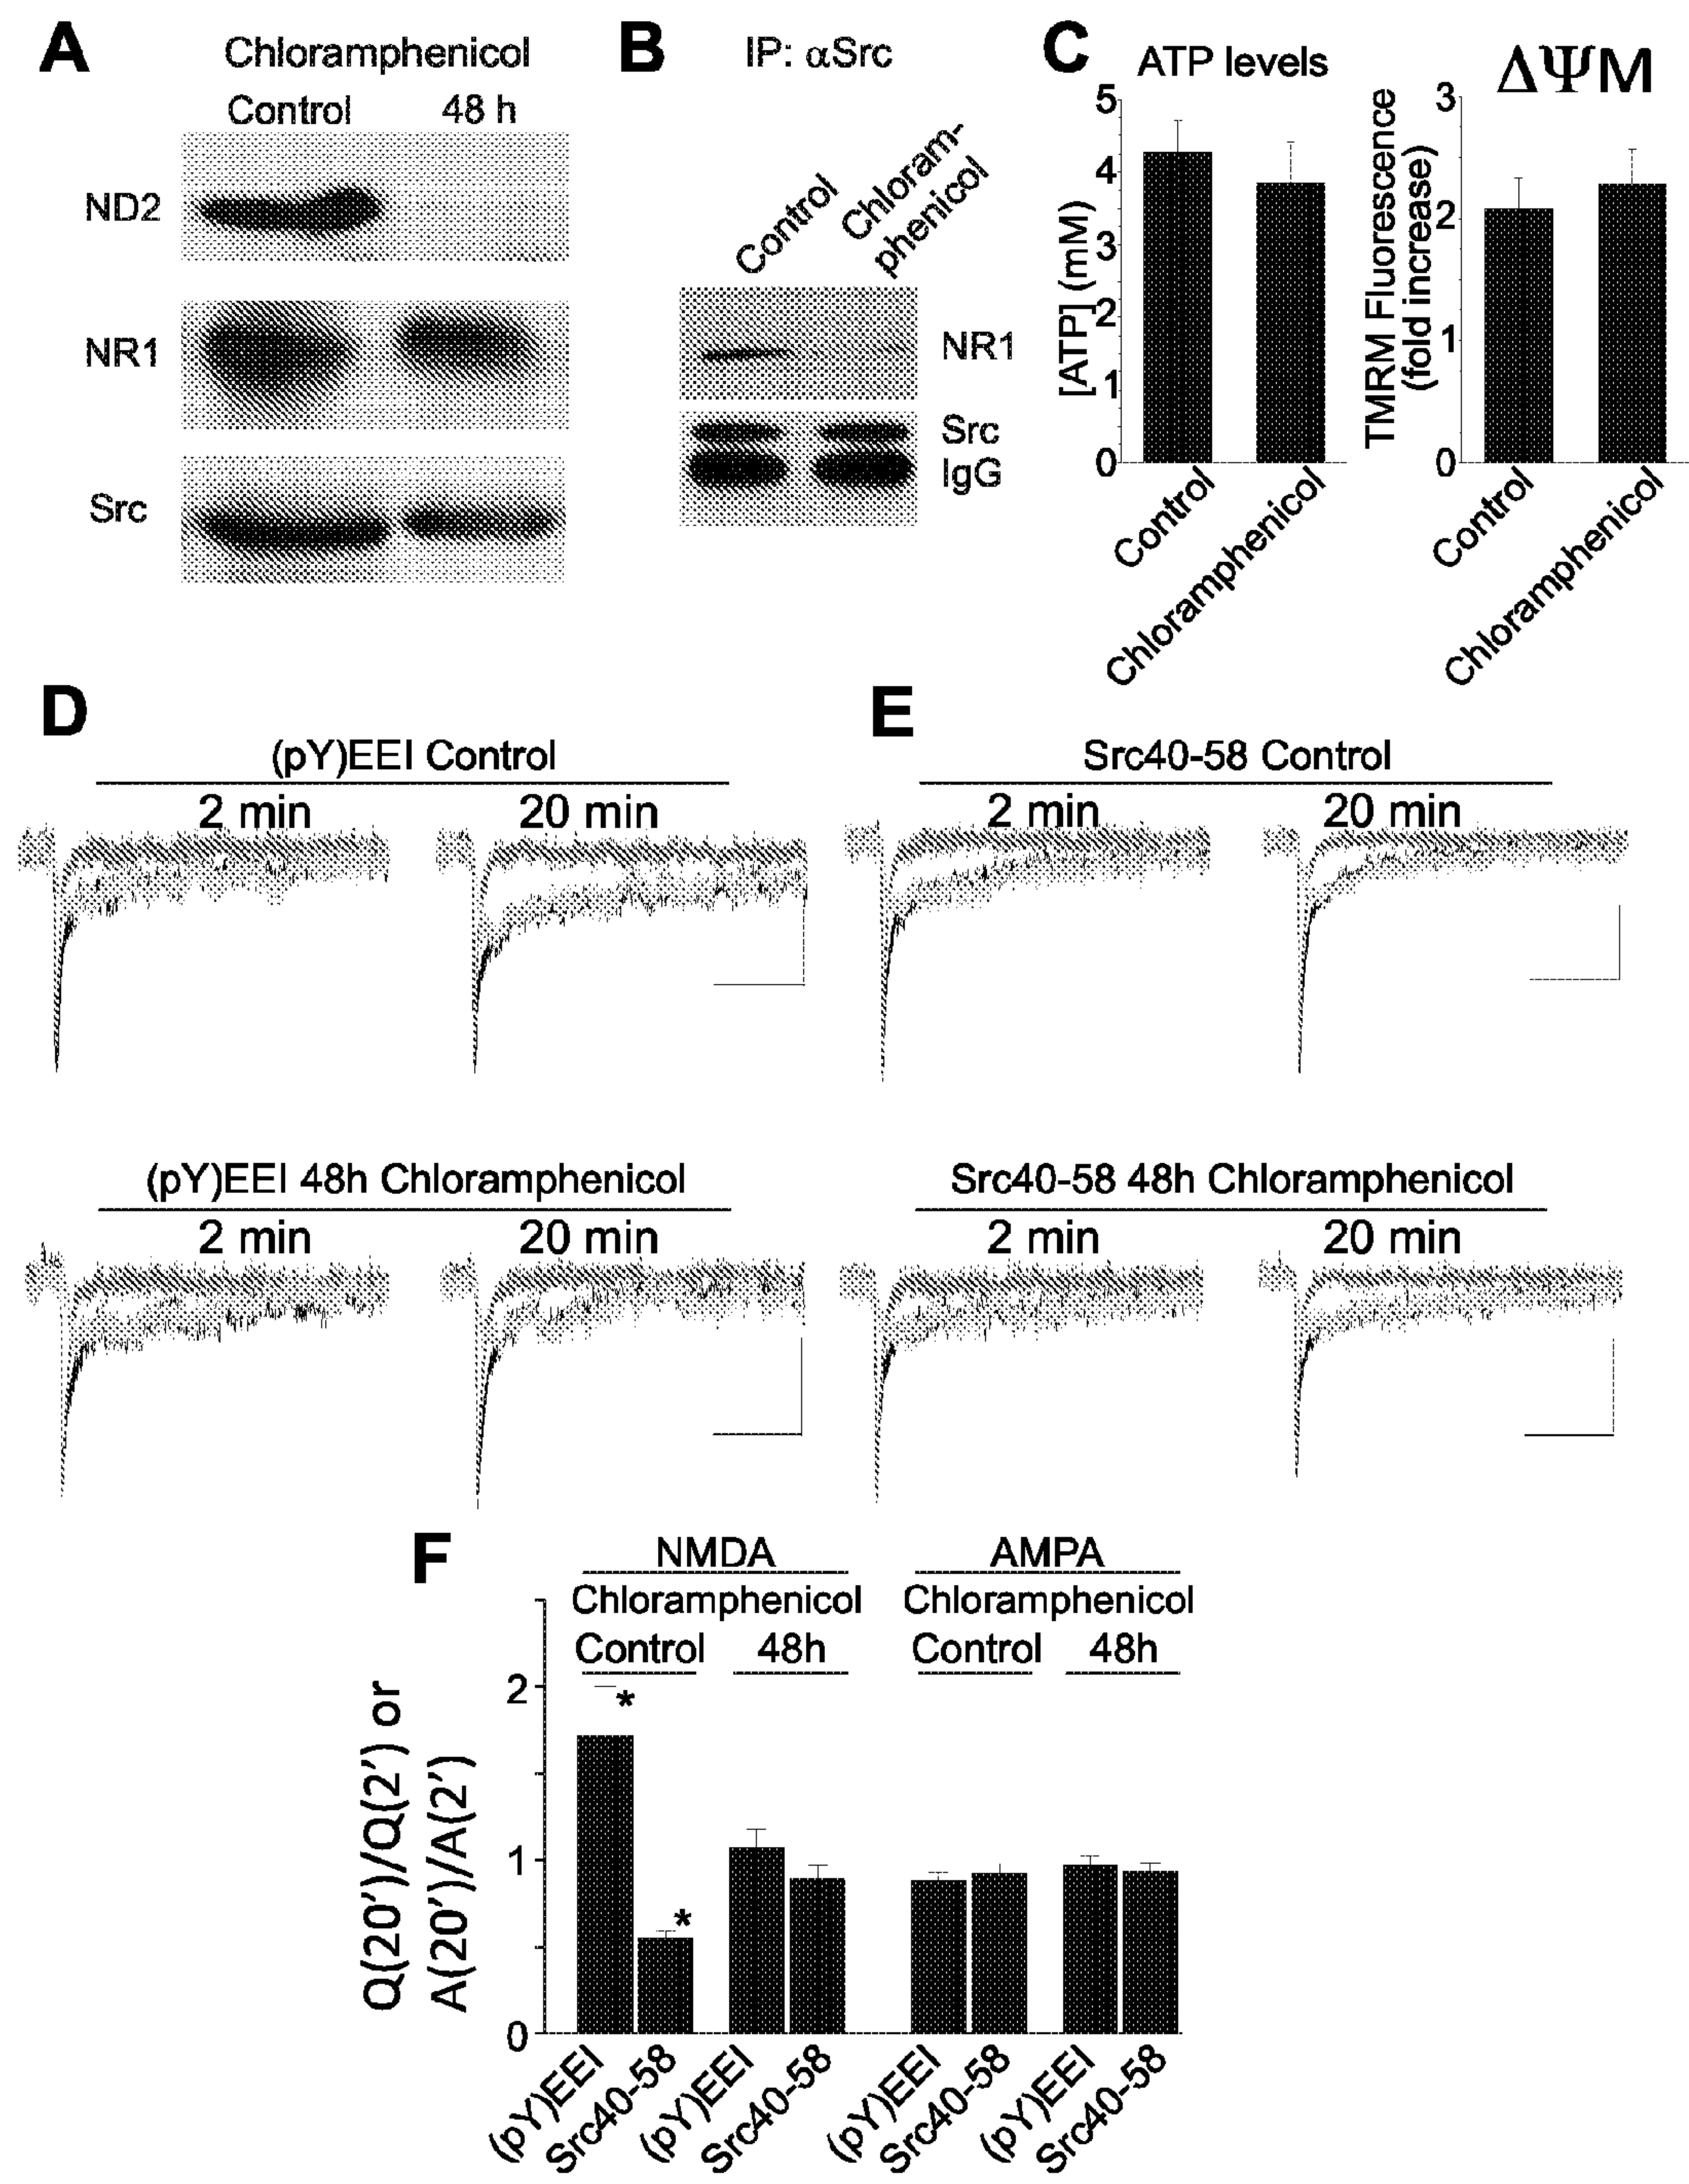 A
Chloramphenicol
Control
48 h
ND2
NR1
Src
B
IP: αSrc
Control
Chloram-
phenicol
NR1
Src
IgG
C
ATP levels
[ATP] (mM)
5
4
3
2
1
0
Control
Chloramphenicol
ΔΨM
TMRM Fluorescence
(fold increase)
3
2
1
0
Control
Chloramphenicol
D
(pY)EEI Control
2 min
20 min
(pY)EEI 48h Chloramphenicol
2 min
20 min
E
Src40-58 Control
2 min
20 min
Src40-58 48h Chloramphenicol
2 min
20 min
F
NMDA
Chloramphenicol
Control
48h
AMPA
Chloramphenicol
Control
48h
Q(20’)/Q(2’) or
A(20’)/A(2’)
2
1
0
*
*
(pY)EEI
Src40-58
(pY)EEI
Src40-58
(pY)EEI
Src40-58
(pY)EEI
Src40-58